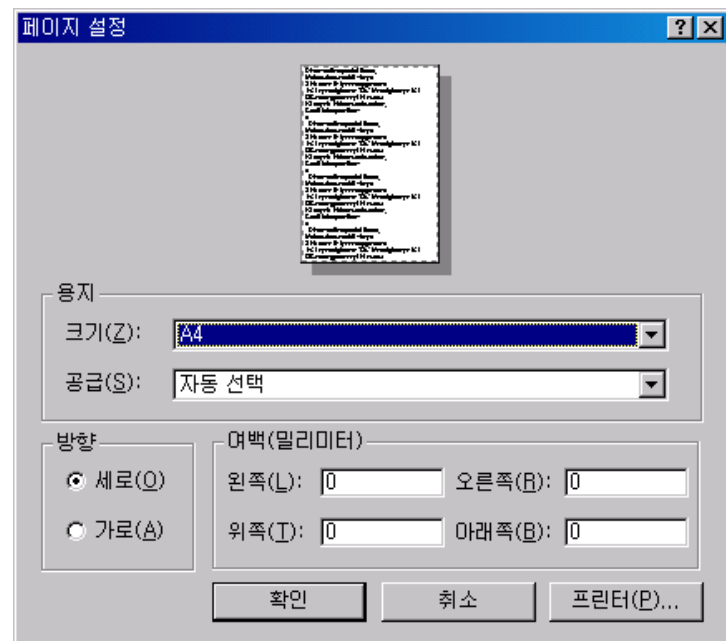 페이지 설정
용지
크기(Z): A4
공급(S): 자동 선택
방향
세로(O)
가로(A)
여백(밀리미터)
왼쪽(L): 0 오른쪽(R): 0
위쪽(T): 0 아래쪽(B): 0
확인 취소 프린터(P)...